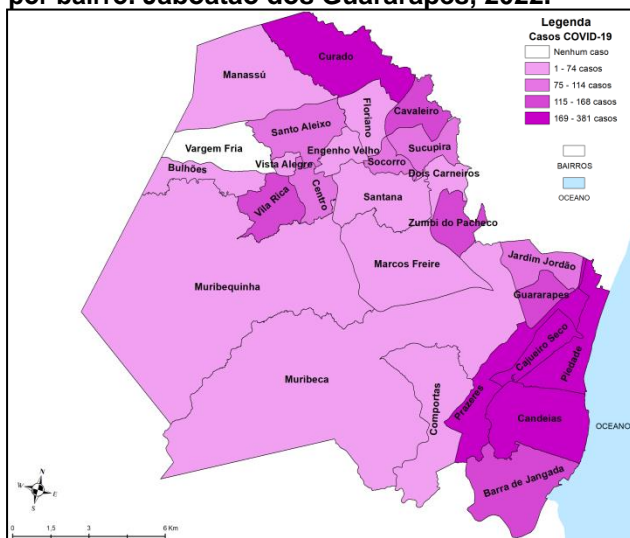 por bairro. Jaboatão dos Guararapes, 2022.
Legenda
Casos COVID-19
Nenhum caso
1 - 74 casos
75 - 114 casos
115 - 168 casos
169 - 381 casos
BAIRROS
OCEANO
Curado
Manassú
Floriano
Cavaleiro
Santo Aleixo
Vargem Fria
Engenho Velho
Sucupira
Vista Alegre
Socorro
Bulhões
Dois Carneiros
Vila Rica
Centro
Santana
Zumbi do Pacheco
Marcos Freire
Jardim Jordão
Muribequinha
Guararapes
Cajueiro Seco
Piedade
Muribeca
Comportas
Prazeres
Candeias
OCEANO
Barra de Jangada
N
W
E
S
0 1,5 3 6 Km